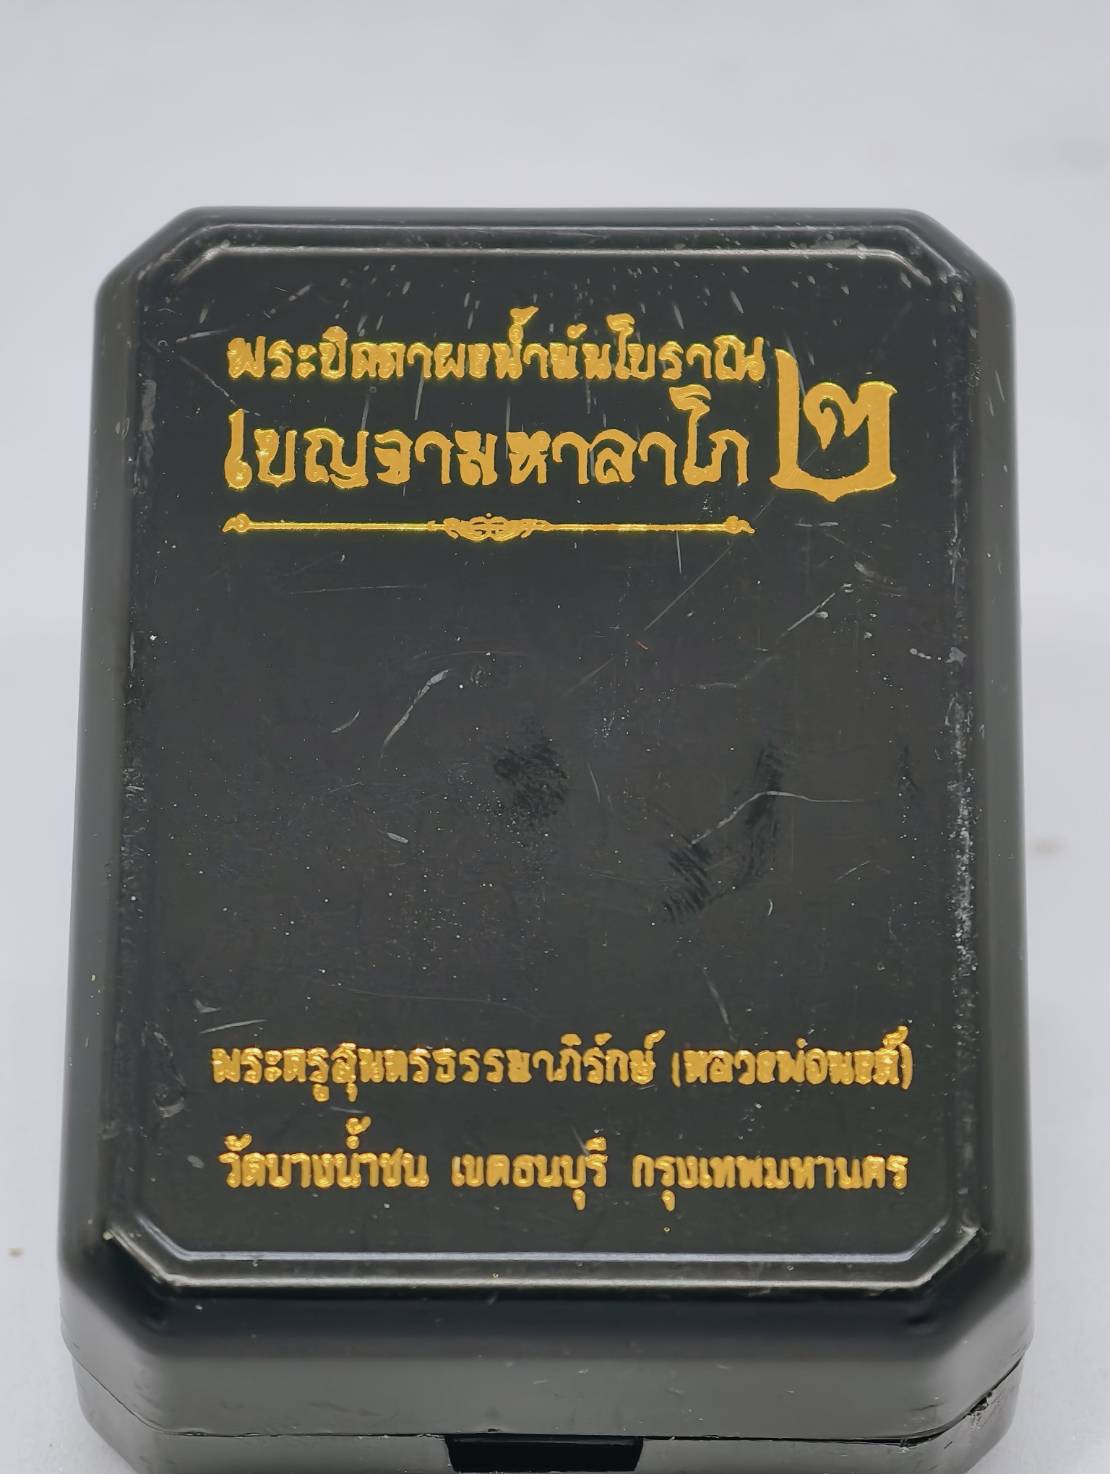 พระปิดตาผงน้ำมันโบราณ
เบญจามหาลาโภ ๒
พระครูสุนทรธรรมาภิรักษ์ (หลวงพ่อพงศ์)
วัดบางน้ำชน เขตธนบุรี กรุงเทพมหานคร